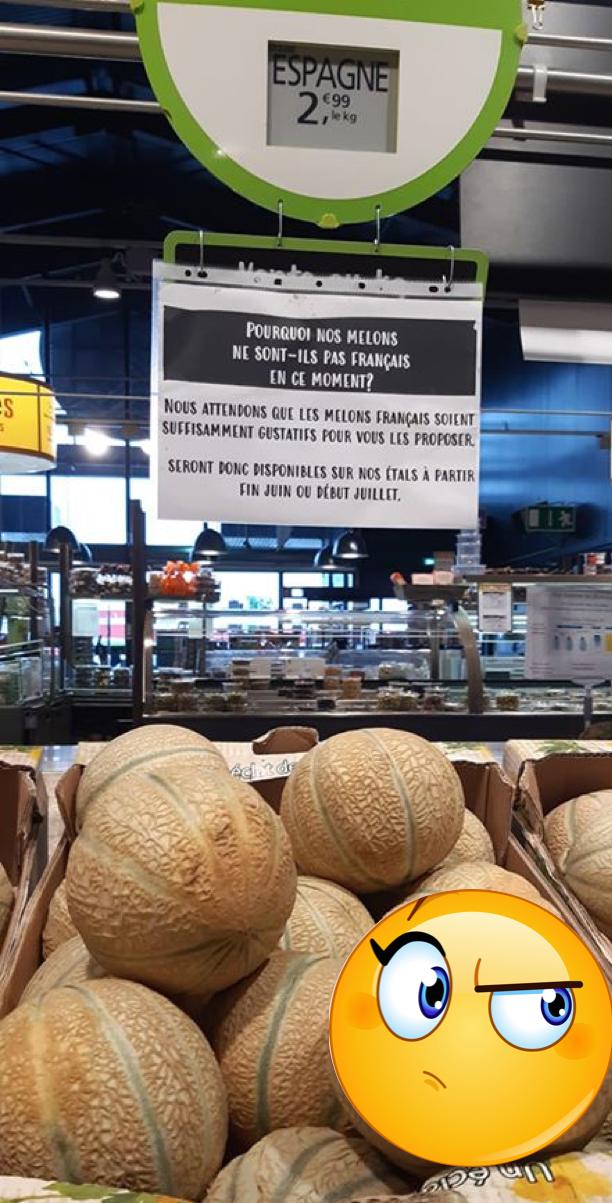 ESPAGNE
2,€99
le kg
POURQUOI NOS MELONS
NE SONT-ILS PAS FRANÇAIS
EN CE MOMENT?
NOUS ATTENDONS QUE LES MELONS FRANÇAIS SOIENT
SUFFISAMMENT GUSTATIFS POUR VOUS LES PROPOSER.
SERONT DONC DISPONIBLES SUR NOS ÉTALS À PARTIR
FIN JUIN OU DÉBUT JUILLET.